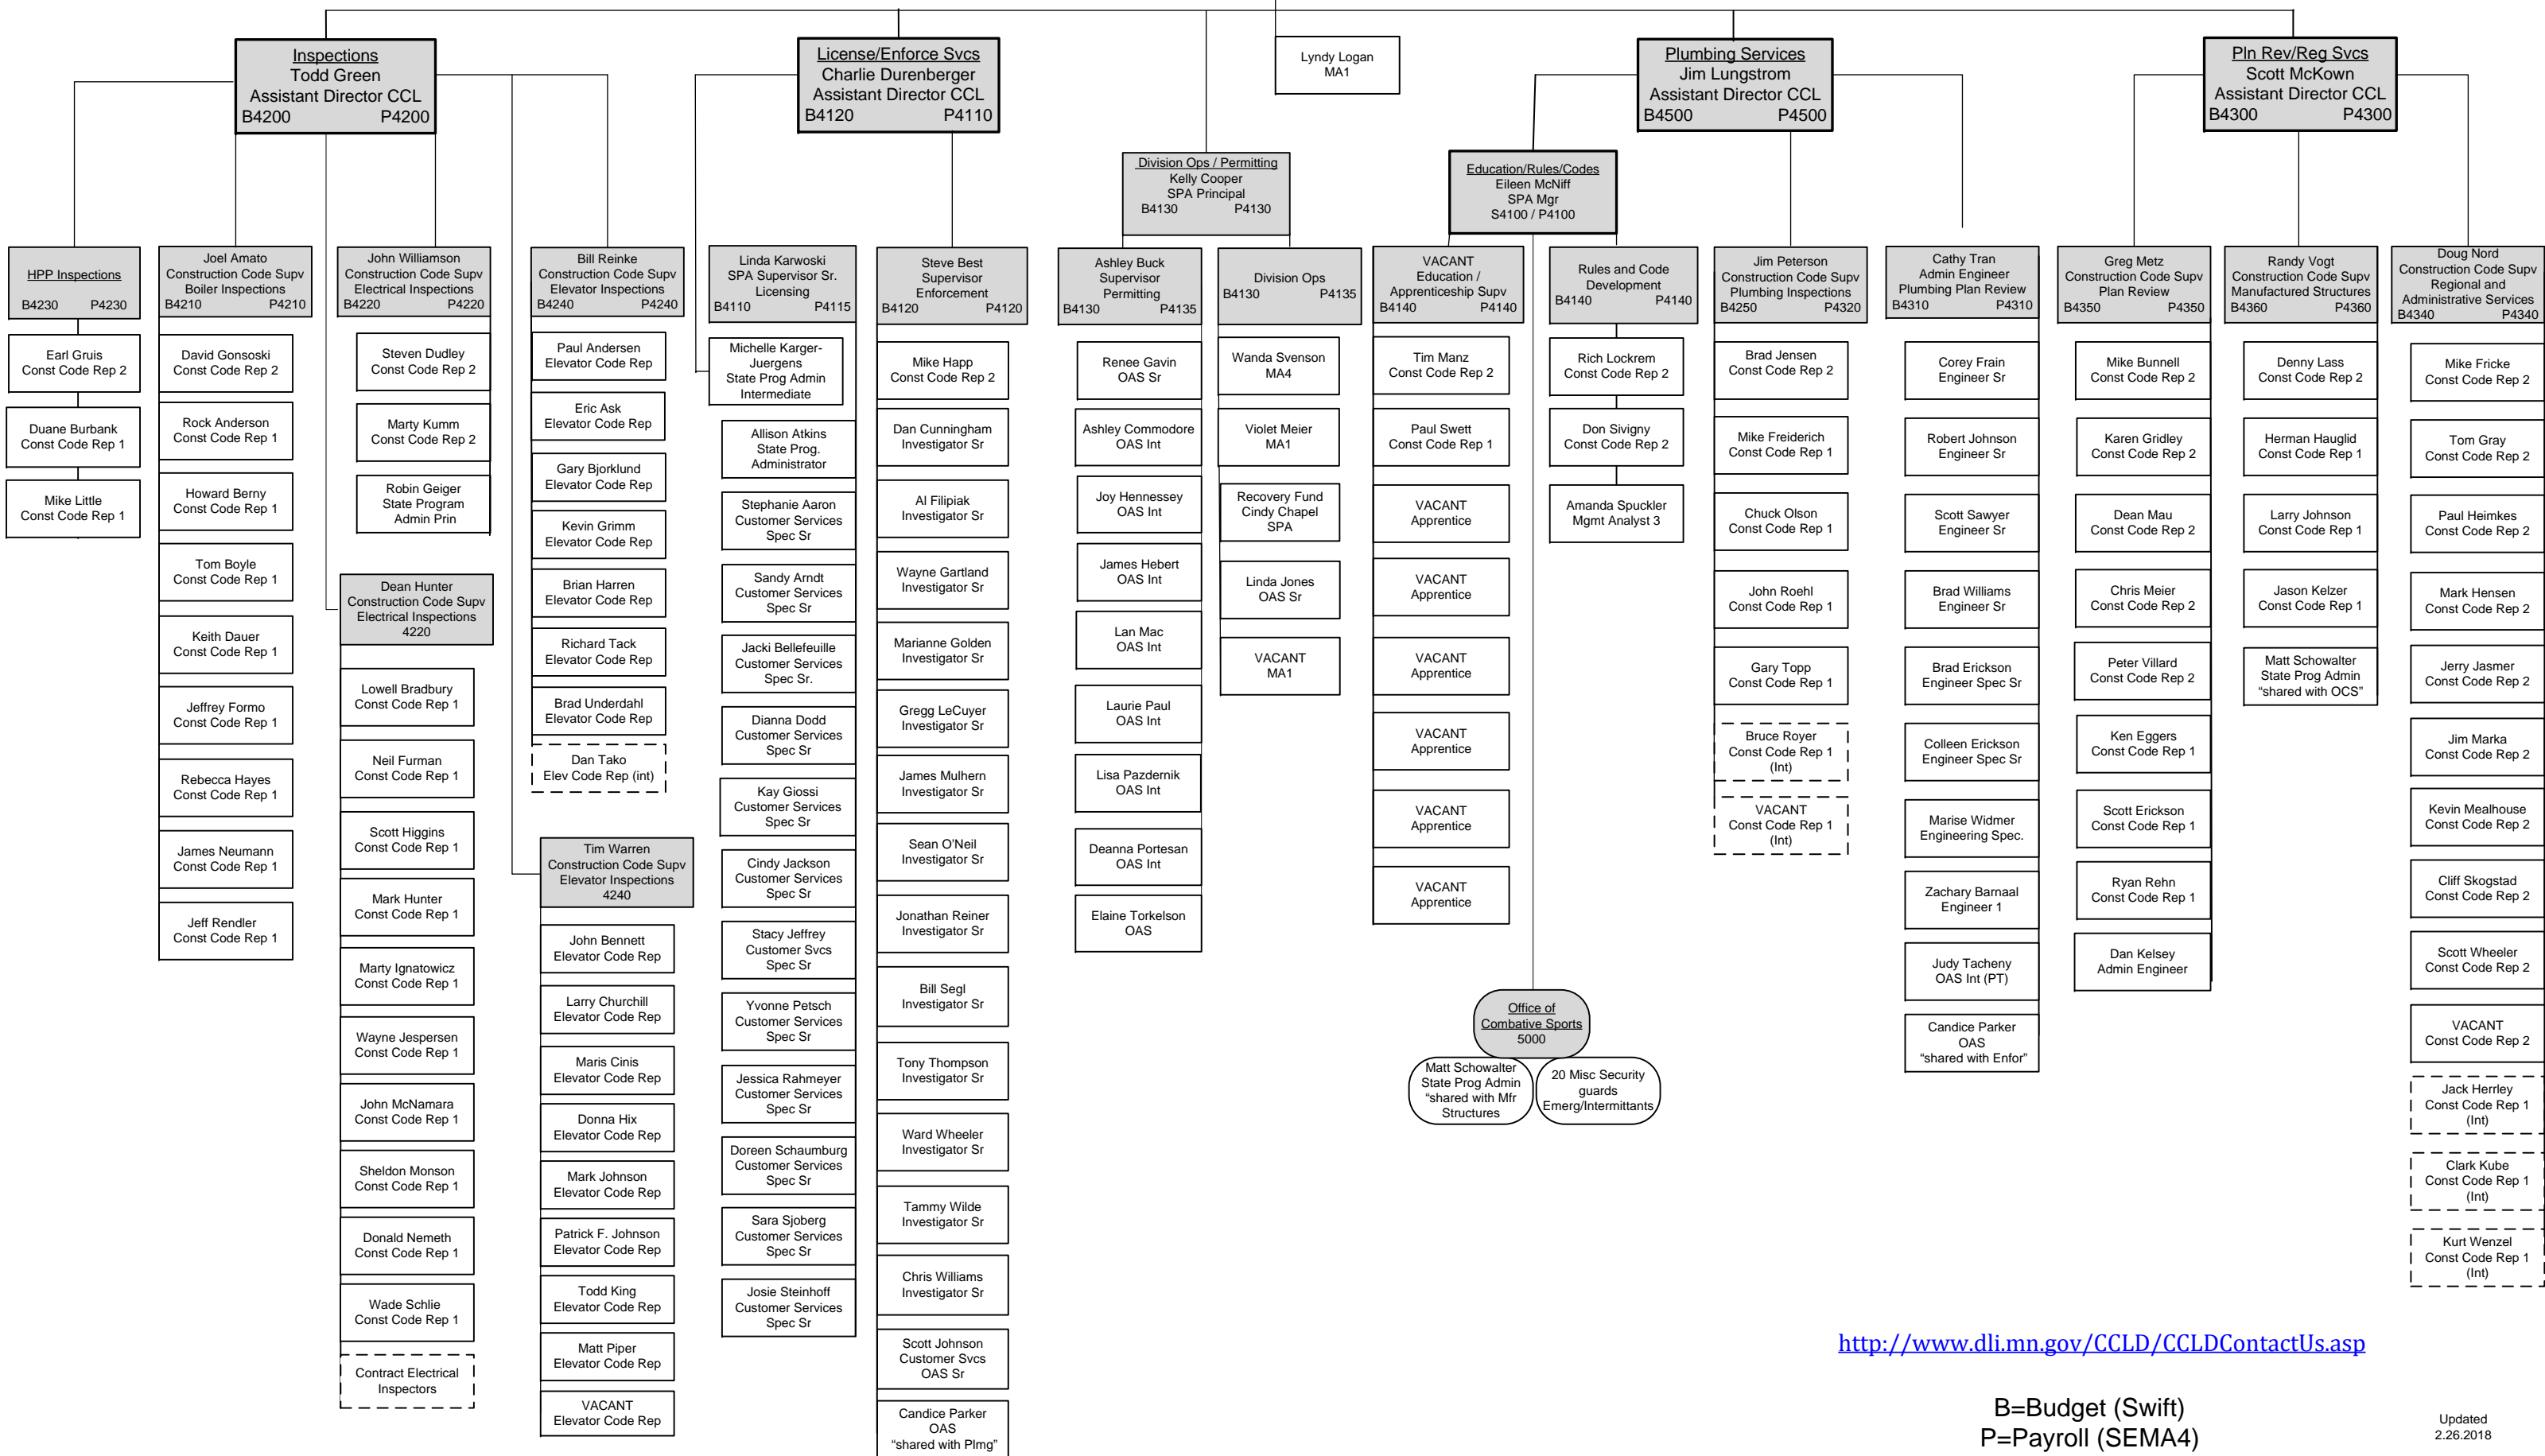 Lyndy Logan
MA1
Inspections
Todd Green
Assistant Director CCL
B4200 P4200
License/Enforce Svcs
Charlie Durenberger
Assistant Director CCL
B4120 P4110
Plumbing Services
Jim Lungstrom
Assistant Director CCL
B4500 P4500
Pln Rev/Reg Svcs
Scott McKown
Assistant Director CCL
B4300 P4300
Division Ops / Permitting
Kelly Cooper
SPA Principal
B4130 P4130
Education/Rules/Codes
Eileen McNiff
SPA Mgr
S4100 / P4100
HPP Inspections
B4230 P4230
Earl Gruis
Const Code Rep 2
Duane Burbank
Const Code Rep 1
Mike Little
Const Code Rep 1
Joel Amato
Construction Code Supv
Boiler Inspections
B4210 P4210
David Gonsoski
Const Code Rep 2
Rock Anderson
Const Code Rep 1
Howard Berny
Const Code Rep 1
Tom Boyle
Const Code Rep 1
Keith Dauer
Const Code Rep 1
Jeffrey Formo
Const Code Rep 1
Rebecca Hayes
Const Code Rep 1
James Neumann
Const Code Rep 1
Jeff Rendler
Const Code Rep 1
John Williamson
Construction Code Supv
Electrical Inspections
B4220 P4220
Steven Dudley
Const Code Rep 2
Marty Kumm
Const Code Rep 2
Robin Geiger
State Program
Admin Prin
Dean Hunter
Construction Code Supv
Electrical Inspections
4220
Lowell Bradbury
Const Code Rep 1
Neil Furman
Const Code Rep 1
Scott Higgins
Const Code Rep 1
Mark Hunter
Const Code Rep 1
Marty Ignatowicz
Const Code Rep 1
Wayne Jespersen
Const Code Rep 1
John McNamara
Const Code Rep 1
Sheldon Monson
Const Code Rep 1
Donald Nemeth
Const Code Rep 1
Wade Schlie
Const Code Rep 1
Contract Electrical
Inspectors
Bill Reinke
Construction Code Supv
Elevator Inspections
B4240 P4240
Paul Andersen
Elevator Code Rep
Eric Ask
Elevator Code Rep
Gary Bjorklund
Elevator Code Rep
Kevin Grimm
Elevator Code Rep
Brian Harren
Elevator Code Rep
Richard Tack
Elevator Code Rep
Brad Underdahl
Elevator Code Rep
Dan Tako
Elev Code Rep (int)
Tim Warren
Construction Code Supv
Elevator Inspections
4240
John Bennett
Elevator Code Rep
Larry Churchill
Elevator Code Rep
Maris Cinis
Elevator Code Rep
Donna Hix
Elevator Code Rep
Mark Johnson
Elevator Code Rep
Patrick F. Johnson
Elevator Code Rep
Todd King
Elevator Code Rep
Matt Piper
Elevator Code Rep
VACANT
Elevator Code Rep
Linda Karwoski
SPA Supervisor Sr.
Licensing
B4110 P4115
Michelle Karger-
Juergens
State Prog Admin
Intermediate
Allison Atkins
State Prog.
Administrator
Stephanie Aaron
Customer Services
Spec Sr
Sandy Arndt
Customer Services
Spec Sr
Jacki Bellefeuille
Customer Services
Spec Sr.
Dianna Dodd
Customer Services
Spec Sr
Kay Giossi
Customer Services
Spec Sr
Cindy Jackson
Customer Services
Spec Sr
Stacy Jeffrey
Customer Svcs
Spec Sr
Yvonne Petsch
Customer Services
Spec Sr
Jessica Rahmeyer
Customer Services
Spec Sr
Doreen Schaumburg
Customer Services
Spec Sr
Sara Sjoberg
Customer Services
Spec Sr
Josie Steinhoff
Customer Services
Spec Sr
Steve Best
Supervisor
Enforcement
B4120 P4120
Mike Happ
Const Code Rep 2
Dan Cunningham
Investigator Sr
Al Filipiak
Investigator Sr
Wayne Gartland
Investigator Sr
Marianne Golden
Investigator Sr
Gregg LeCuyer
Investigator Sr
James Mulhern
Investigator Sr
Sean O'Neil
Investigator Sr
Jonathan Reiner
Investigator Sr
Bill Segl
Investigator Sr
Tony Thompson
Investigator Sr
Ward Wheeler
Investigator Sr
Tammy Wilde
Investigator Sr
Chris Williams
Investigator Sr
Scott Johnson
Customer Svcs
OAS Sr
Candice Parker
OAS
“shared with Plmg”
Ashley Buck
Supervisor
Permitting
B4130 P4135
Renee Gavin
OAS Sr
Ashley Commodore
OAS Int
Joy Hennessey
OAS Int
James Hebert
OAS Int
Lan Mac
OAS Int
Laurie Paul
OAS Int
Lisa Pazdernik
OAS Int
Deanna Portesan
OAS Int
Elaine Torkelson
OAS
Division Ops
B4130 P4135
Wanda Svenson
MA4
Violet Meier
MA1
Recovery Fund
Cindy Chapel
SPA
Linda Jones
OAS Sr
VACANT
MA1
VACANT
Education /
Apprenticeship Supv
B4140 P4140
Tim Manz
Const Code Rep 2
Paul Swett
Const Code Rep 1
VACANT
Apprentice
VACANT
Apprentice
VACANT
Apprentice
VACANT
Apprentice
VACANT
Apprentice
VACANT
Apprentice
Rules and Code
Development
B4140 P4140
Rich Lockrem
Const Code Rep 2
Don Sivigny
Const Code Rep 2
Amanda Spuckler
Mgmt Analyst 3
Office of
Combative Sports
5000
Matt Schowalter
State Prog Admin
“shared with Mfr
Structures
20 Misc Security
guards
Emerg/Intermittants
Jim Peterson
Construction Code Supv
Plumbing Inspections
B4250 P4320
Brad Jensen
Const Code Rep 2
Mike Freiderich
Const Code Rep 1
Chuck Olson
Const Code Rep 1
John Roehl
Const Code Rep 1
Gary Topp
Const Code Rep 1
Bruce Royer
Const Code Rep 1
(Int)
VACANT
Const Code Rep 1
(Int)
Cathy Tran
Admin Engineer
Plumbing Plan Review
B4310 P4310
Corey Frain
Engineer Sr
Robert Johnson
Engineer Sr
Scott Sawyer
Engineer Sr
Brad Williams
Engineer Sr
Brad Erickson
Engineer Spec Sr
Colleen Erickson
Engineer Spec Sr
Marise Widmer
Engineering Spec.
Zachary Barnaal
Engineer 1
Judy Tacheny
OAS Int (PT)
Candice Parker
OAS
“shared with Enfor”
Greg Metz
Construction Code Supv
Plan Review
B4350 P4350
Mike Bunnell
Const Code Rep 2
Karen Gridley
Const Code Rep 2
Dean Mau
Const Code Rep 2
Chris Meier
Const Code Rep 2
Peter Villard
Const Code Rep 2
Ken Eggers
Const Code Rep 1
Scott Erickson
Const Code Rep 1
Ryan Rehn
Const Code Rep 1
Dan Kelsey
Admin Engineer
Randy Vogt
Construction Code Supv
Manufactured Structures
B4360 P4360
Denny Lass
Const Code Rep 2
Herman Hauglid
Const Code Rep 1
Larry Johnson
Const Code Rep 1
Jason Kelzer
Const Code Rep 1
Matt Schowalter
State Prog Admin
“shared with OCS”
Doug Nord
Construction Code Supv
Regional and
Administrative Services
B4340 P4340
Mike Fricke
Const Code Rep 2
Tom Gray
Const Code Rep 2
Paul Heimkes
Const Code Rep 2
Mark Hensen
Const Code Rep 2
Jerry Jasmer
Const Code Rep 2
Jim Marka
Const Code Rep 2
Kevin Mealhouse
Const Code Rep 2
Cliff Skogstad
Const Code Rep 2
Scott Wheeler
Const Code Rep 2
VACANT
Const Code Rep 2
Jack Herrley
Const Code Rep 1
(Int)
Clark Kube
Const Code Rep 1
(Int)
Kurt Wenzel
Const Code Rep 1
(Int)
http://www.dli.mn.gov/CCLD/CCLDContactUs.asp
B=Budget (Swift)
P=Payroll (SEMA4)
Updated
2.26.2018